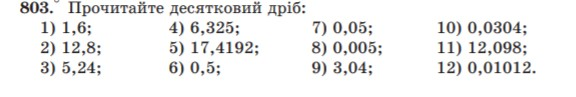 803. Прочитайте десятковий дріб:
1) 1,6; 4) 6,325; 7) 0,05; 10) 0,0304;
2) 12,8; 5) 17,4192; 8) 0,005; 11) 12,098;
3) 5,24; 6) 0,5; 9) 3,04; 12) 0,01012.